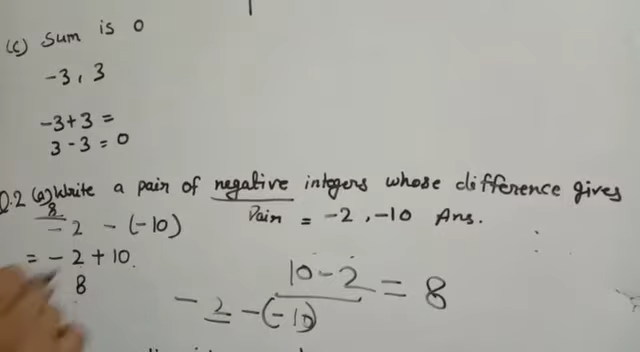 (c) Sum is 0
-3, 3
-3+3 =
3-3=0
Q.2 (a) Write a pair of negative integers whose difference gives
8
Pair = -2, -10 Ans.
-2 - (-10)
= -2 + 10
8
10-2 = 8
-2-(-10)